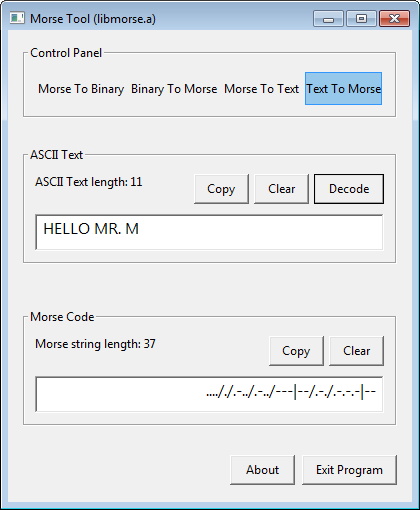 Morse Tool (libmorse.a)
Control Panel
Morse To Binary Binary To Morse Morse To Text Text To Morse
ASCII Text
ASCII Text length: 11 Copy Clear Decode
HELLO MR. M
Morse Code
Morse string length: 37 Copy Clear
...././.-../.-../---|--/.-./.-.-.-|--
About Exit Program